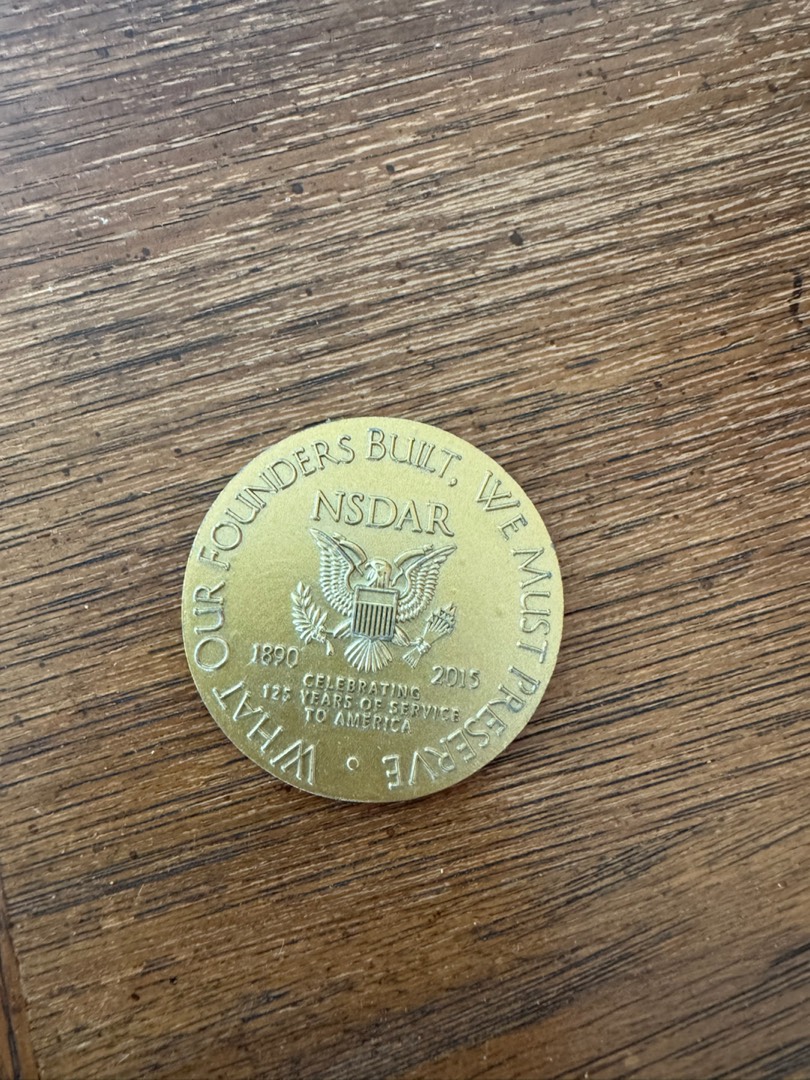 WHAT OUR FOUNDERS BUILT, WE MUST PRESERVE
NSDAR
1890 2015
CELEBRATING
125 YEARS OF SERVICE
TO AMERICA